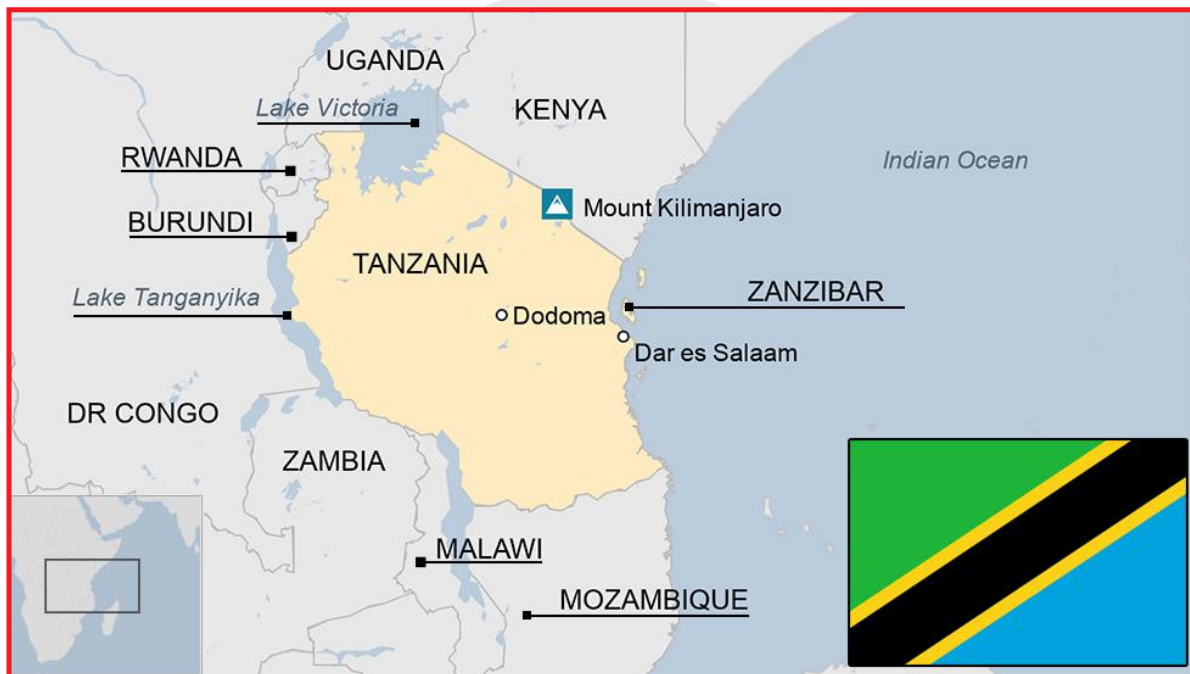 UGANDA
Lake Victoria
KENYA
RWANDA
Indian Ocean
Mount Kilimanjaro
BURUNDI
TANZANIA
ZANZIBAR
Lake Tanganyika
Dodoma
Dar es Salaam
DR CONGO
ZAMBIA
MALAWI
MOZAMBIQUE